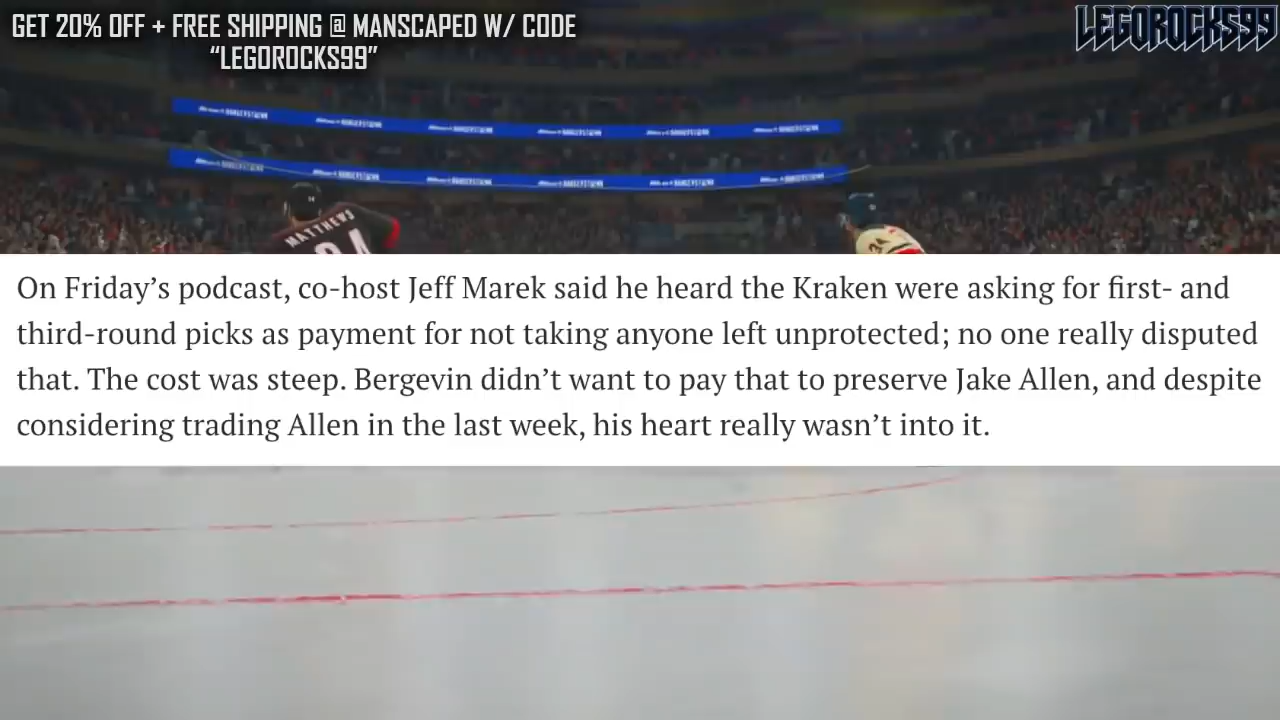 GET 20% OFF + FREE SHIPPING @ MANSCAPED W/ CODE
“LEGOROCKS99”
LEGOROCKS99
MATTHEWS
34
34
On Friday’s podcast, co-host Jeff Marek said he heard the Kraken were asking for first- and
third-round picks as payment for not taking anyone left unprotected; no one really disputed
that. The cost was steep. Bergevin didn’t want to pay that to preserve Jake Allen, and despite
considering trading Allen in the last week, his heart really wasn’t into it.